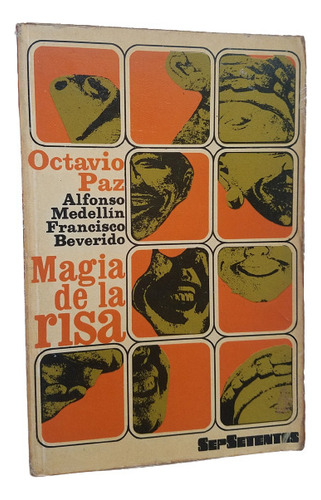 Octavio
Paz
Alfonso
Medellín
Francisco
Beverido
Magia
de la
risa
SepSetentas